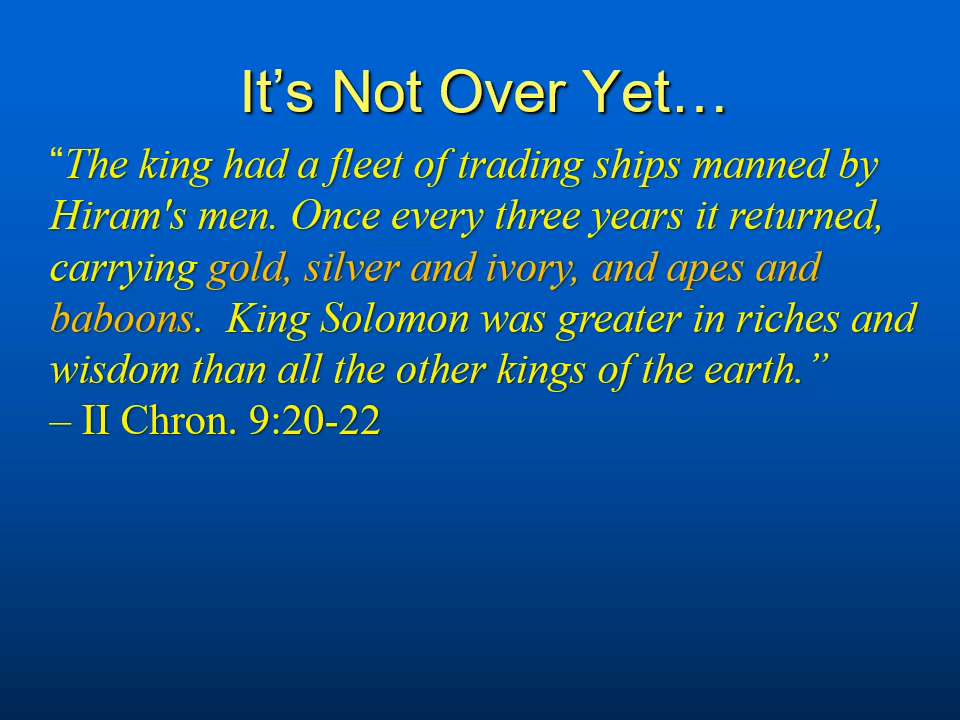 It’s Not Over Yet…
“The king had a fleet of trading ships manned by
Hiram's men. Once every three years it returned,
carrying gold, silver and ivory, and apes and
baboons.  King Solomon was greater in riches and
wisdom than all the other kings of the earth.”
– II Chron. 9:20-22